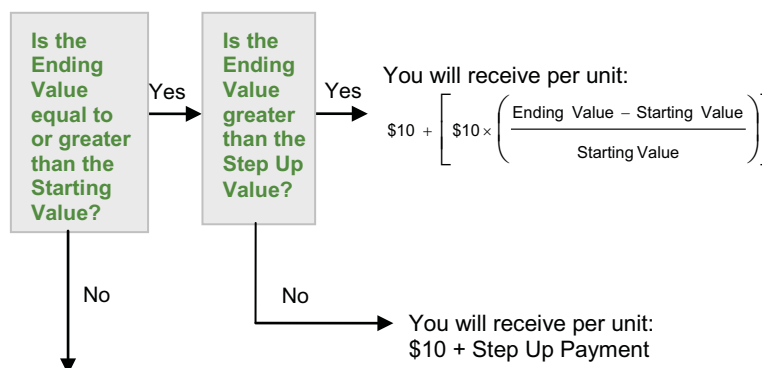 Is the
Ending
Value
equal to
or greater
than the
Starting
Value?
Yes
Is the
Ending
Value
greater
than the
Step Up
Value?
Yes
You will receive per unit:
$10 + [ $10 × ( Ending Value – Starting Value
Starting Value ) ]
No
No
You will receive per unit:
$10 + Step Up Payment